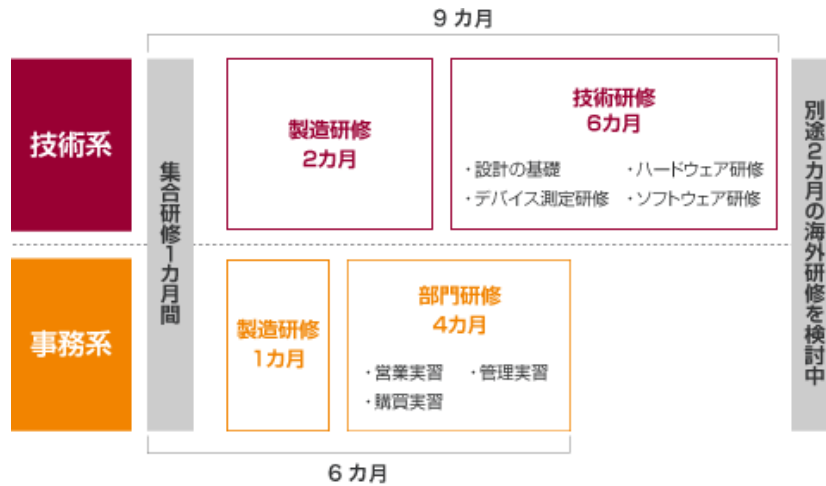 9 カ月
技術系
集合研修1カ月間
製造研修
2カ月
技術研修
6カ月
・設計の基礎
・ハードウェア研修
・デバイス測定研修
・ソフトウェア研修
別途2カ月の海外研修を検討中
事務系
製造研修
1カ月
部門研修
4カ月
・営業実習
・管理実習
・購買実習
6 カ月